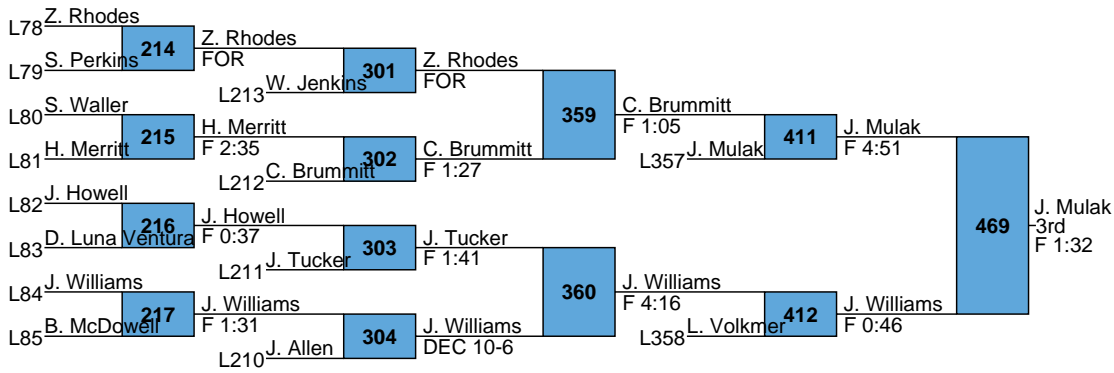 L78 Z. Rhodes
L79 S. Perkins
214
Z. Rhodes
FOR
L213 W. Jenkins
301
Z. Rhodes
FOR
L80 S. Waller
L81 H. Merritt
215
H. Merritt
F 2:35
L212 C. Brummitt
302
C. Brummitt
F 1:27
359
C. Brummitt
F 1:05
L357 J. Mulak
411
J. Mulak
F 4:51
L82 J. Howell
L83 D. Luna Ventura
216
J. Howell
F 0:37
L211 J. Tucker
303
J. Tucker
F 1:41
L84 J. Williams
L85 B. McDowell
217
J. Williams
F 1:31
L210 J. Allen
304
J. Williams
DEC 10-6
360
J. Williams
F 4:16
L358 L. Volkmer
412
J. Williams
F 0:46
469
J. Mulak
3rd
F 1:32